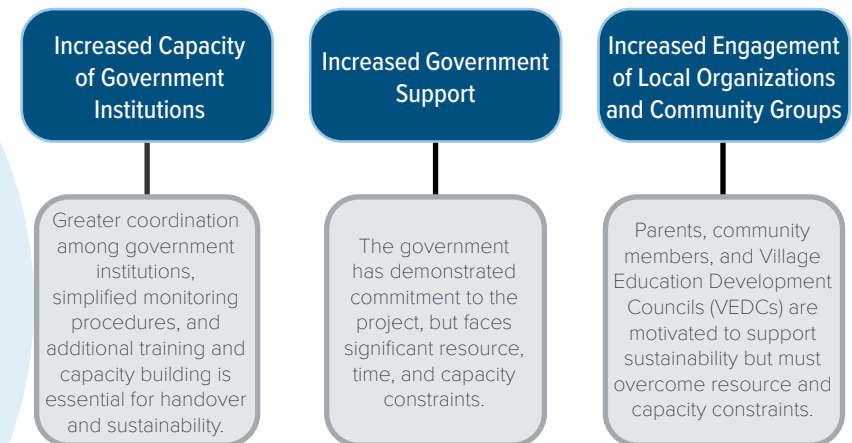 Increased Capacity
of Government
Institutions
Greater coordination
among government
institutions,
simplified monitoring
procedures, and
additional training and
capacity building is
essential for handover
and sustainability.
Increased Government
Support
The government
has demonstrated
commitment to the
project, but faces
significant resource,
time, and capacity
constraints.
Increased Engagement
of Local Organizations
and Community Groups
Parents, community
members, and Village
Education Development
Councils (VEDCs) are
motivated to support
sustainability but must
overcome resource and
capacity constraints.